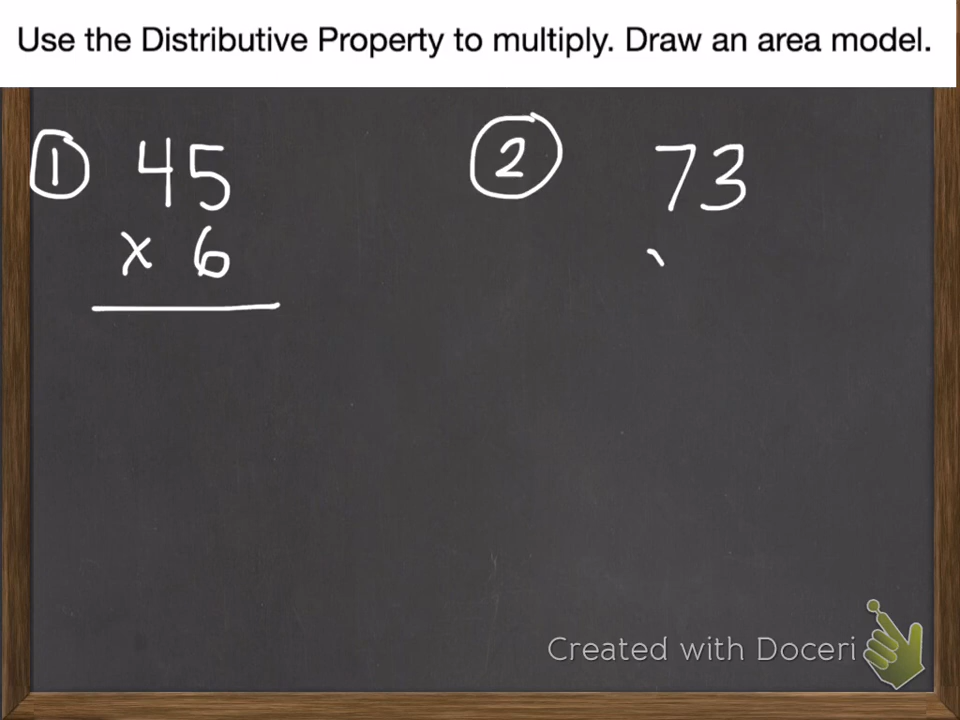 Use the Distributive Property to multiply. Draw an area model.
1 45
x 6
2 73
Created with Doceri